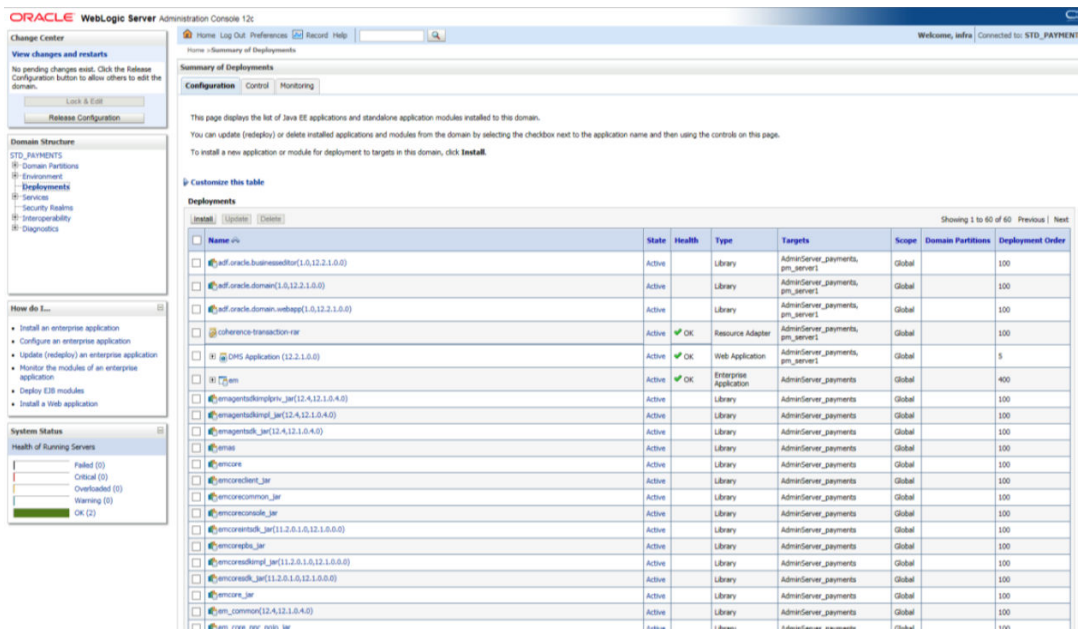 ORACLE WebLogic Server Administration Console 12c
Change Center
View changes and restarts
No pending changes exist. Click the Release
Configuration button to allow others to edit the
domain.
Lock & Edit
Release Configuration
Domain Structure
STD_PAYMENTS
Domain Partitions
Environment
Deployments
Services
Security Realms
Interoperability
Diagnostics
How do I...
Install an enterprise application
Configure an enterprise application
Update (redeploy) an enterprise application
Monitor the modules of an enterprise
application
Deploy EJB modules
Install a Web application
System Status
Health of Running Servers
Failed (0)
Critical (0)
Overloaded (0)
Warning (0)
OK (2)
Home Log Out Preferences Record Help
Welcome, infra Connected to: STD_PAYMENT
Home >Summary of Deployments
Summary of Deployments
Configuration Control Monitoring
This page displays the list of Java EE applications and standalone application modules installed to this domain.
You can update (redeploy) or delete installed applications and modules from the domain by selecting the checkbox next to the application name and then using the controls on this page.
To install a new application or module for deployment to targets in this domain, click Install.
Customize this table
Deployments
Install Update Delete Showing 1 to 60 of 60 Previous | Next
Name State Health Type Targets Scope Domain Partitions Deployment Order
adf.oracle.businesseditor(1.0,12.2.1.0.0) Active Library AdminServer_payments, pm_server1 Global 100
adf.oracle.domain(1.0,12.2.1.0.0) Active Library AdminServer_payments, pm_server1 Global 100
adf.oracle.domain.webapp(1.0,12.2.1.0.0) Active Library AdminServer_payments, pm_server1 Global 100
coherence-transaction-rar Active OK Resource Adapter AdminServer_payments, pm_server1 Global 100
DMS Application (12.2.1.0.0) Active OK Web Application AdminServer_payments, pm_server1 Global 5
em Active OK Enterprise Application AdminServer_payments Global 400
emagentsdkimplpriv_jar(12.4,12.1.0.4.0) Active Library AdminServer_payments Global 100
emagentsdkimpl_jar(12.4,12.1.0.4.0) Active Library AdminServer_payments Global 100
emagentsdk_jar(12.4,12.1.0.4.0) Active Library AdminServer_payments Global 100
emas Active Library AdminServer_payments Global 100
emcore Active Library AdminServer_payments Global 100
emcoreclient_jar Active Library AdminServer_payments Global 100
emcorecommon_jar Active Library AdminServer_payments Global 100
emcoreconsole_jar Active Library AdminServer_payments Global 100
emcoreintsdk_jar(11.2.0.1.0,12.1.0.0.0) Active Library AdminServer_payments Global 100
emcorepbs_jar Active Library AdminServer_payments Global 100
emcoresdkimpl_jar(11.2.0.1.0,12.1.0.0.0) Active Library AdminServer_payments Global 100
emcoresdk_jar(11.2.0.1.0,12.1.0.0.0) Active Library AdminServer_payments Global 100
emcore_jar Active Library AdminServer_payments Global 100
em_common(12.4,12.1.0.4.0) Active Library AdminServer_payments Global 100
em_core_ppc_pojo_jar Active Library AdminServer_payments Global 100